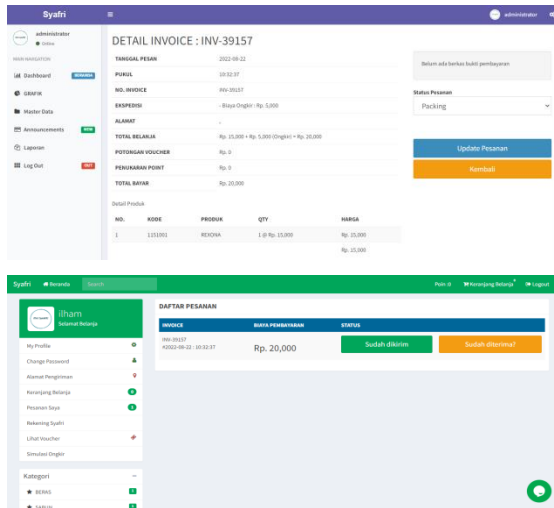 Syafri
administrator
administrator
Online
MAIN NAVIGATION
Dashboard BERANDA
GRAFIK
Master Data
Announcements NEW
Laporan
Log Out OUT
DETAIL INVOICE : INV-39157
TANGGAL PESAN 2022-08-22
PUKUL 10:32:37
NO. INVOICE INV-39157
EKSPEDISI - Biaya Ongkir : Rp. 5,000
ALAMAT ,
TOTAL BELANJA Rp. 15,000 + Rp. 5,000 (Ongkir) = Rp. 20,000
POTONGAN VOUCHER Rp. 0
PENUKARAN POINT Rp. 0
TOTAL BAYAR Rp. 20,000
Detail Produk
NO. KODE PRODUK QTY HARGA
1 1151001 REXONA 1 @ Rp. 15,000 Rp. 15,000
Rp. 15,000
Belum ada berkas bukti pembayaran
Status Pesanan
Packing
Update Pesanan
Kembali
Syafri Beranda Search Poin :0 Keranjang Belanja Logout
ilham
Selamat Belanja
My Profile
Change Password
Alamat Pengiriman
Keranjang Belanja
Pesanan Saya
Rekening Syafri
Lihat Voucher
Simulasi Ongkir
Kategori
BERAS
DAFTAR PESANAN
INVOICE BIAYA PEMBAYARAN STATUS
INV-39157
#2022-08-22 : 10:32:37
Rp. 20,000
Sudah dikirim
Sudah diterima?